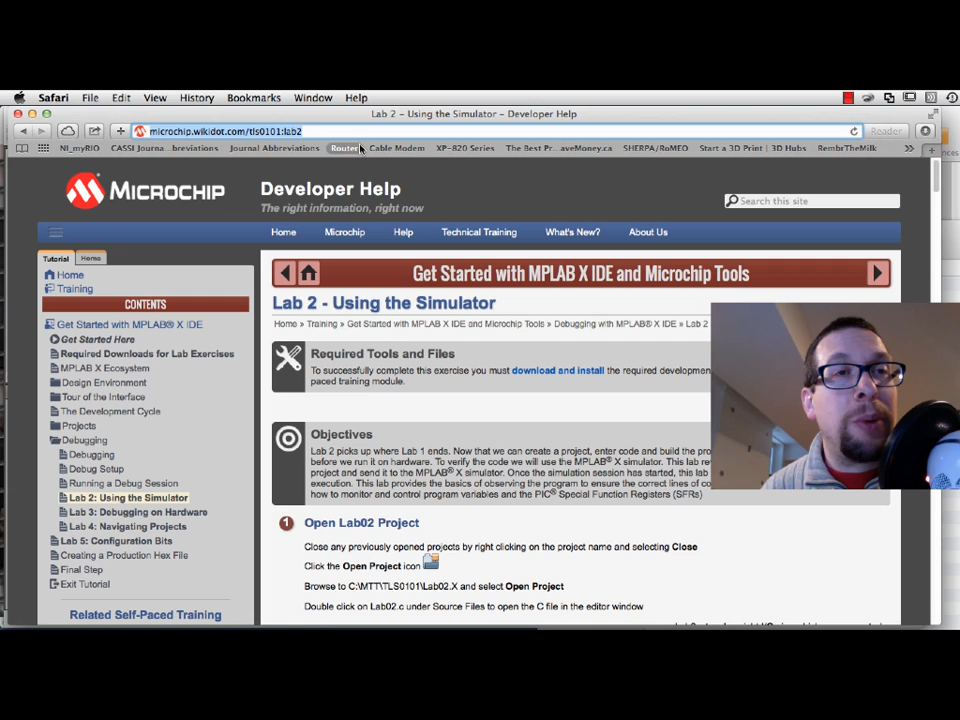 Safari File Edit View History Bookmarks Window Help
Lab 2 – Using the Simulator – Developer Help
microchip.wikidot.com/tls0101:lab2
Reader
NI_myRIO CASSI Journa...breviations Journal Abbreviations Router Cable Modem XP-820 Series The Best Pr...aveMoney.ca SHERPA/RoMEO Start a 3D Print | 3D Hubs RembrTheMilk
MICROCHIP
Developer Help
The right information, right now
Search this site
Home Microchip Help Technical Training What's New? About Us
Tutorial Home
Home
Training
CONTENTS
Get Started with MPLAB® X IDE
Get Started Here
Required Downloads for Lab Exercises
MPLAB X Ecosystem
Design Environment
Tour of the Interface
The Development Cycle
Projects
Debugging
Debugging
Debug Setup
Running a Debug Session
Lab 2: Using the Simulator
Lab 3: Debugging on Hardware
Lab 4: Navigating Projects
Lab 5: Configuration Bits
Creating a Production Hex File
Final Step
Exit Tutorial
Related Self-Paced Training
Get Started with MPLAB X IDE and Microchip Tools
Lab 2 - Using the Simulator
Home » Training » Get Started with MPLAB X IDE and Microchip Tools » Debugging with MPLAB® X IDE » Lab 2
Required Tools and Files
To successfully complete this exercise you must download and install the required developmen
paced training module.
Objectives
Lab 2 picks up where Lab 1 ends. Now that we can create a project, enter code and build the pro
before we run it on hardware. To verify the code we will use the MPLAB® X simulator. This lab re
project and send it to the MPLAB® X simulator. Once the simulation session has started, this lab
execution. This lab provides the basics of observing the program to ensure the correct lines of co
how to monitor and control program variables and the PIC® Special Function Registers (SFRs)
1 Open Lab02 Project
Close any previously opened projects by right clicking on the project name and selecting Close
Click the Open Project icon
Browse to C:\MTT\TLS0101\Lab02.X and select Open Project
Double click on Lab02.c under Source Files to open the C file in the editor window